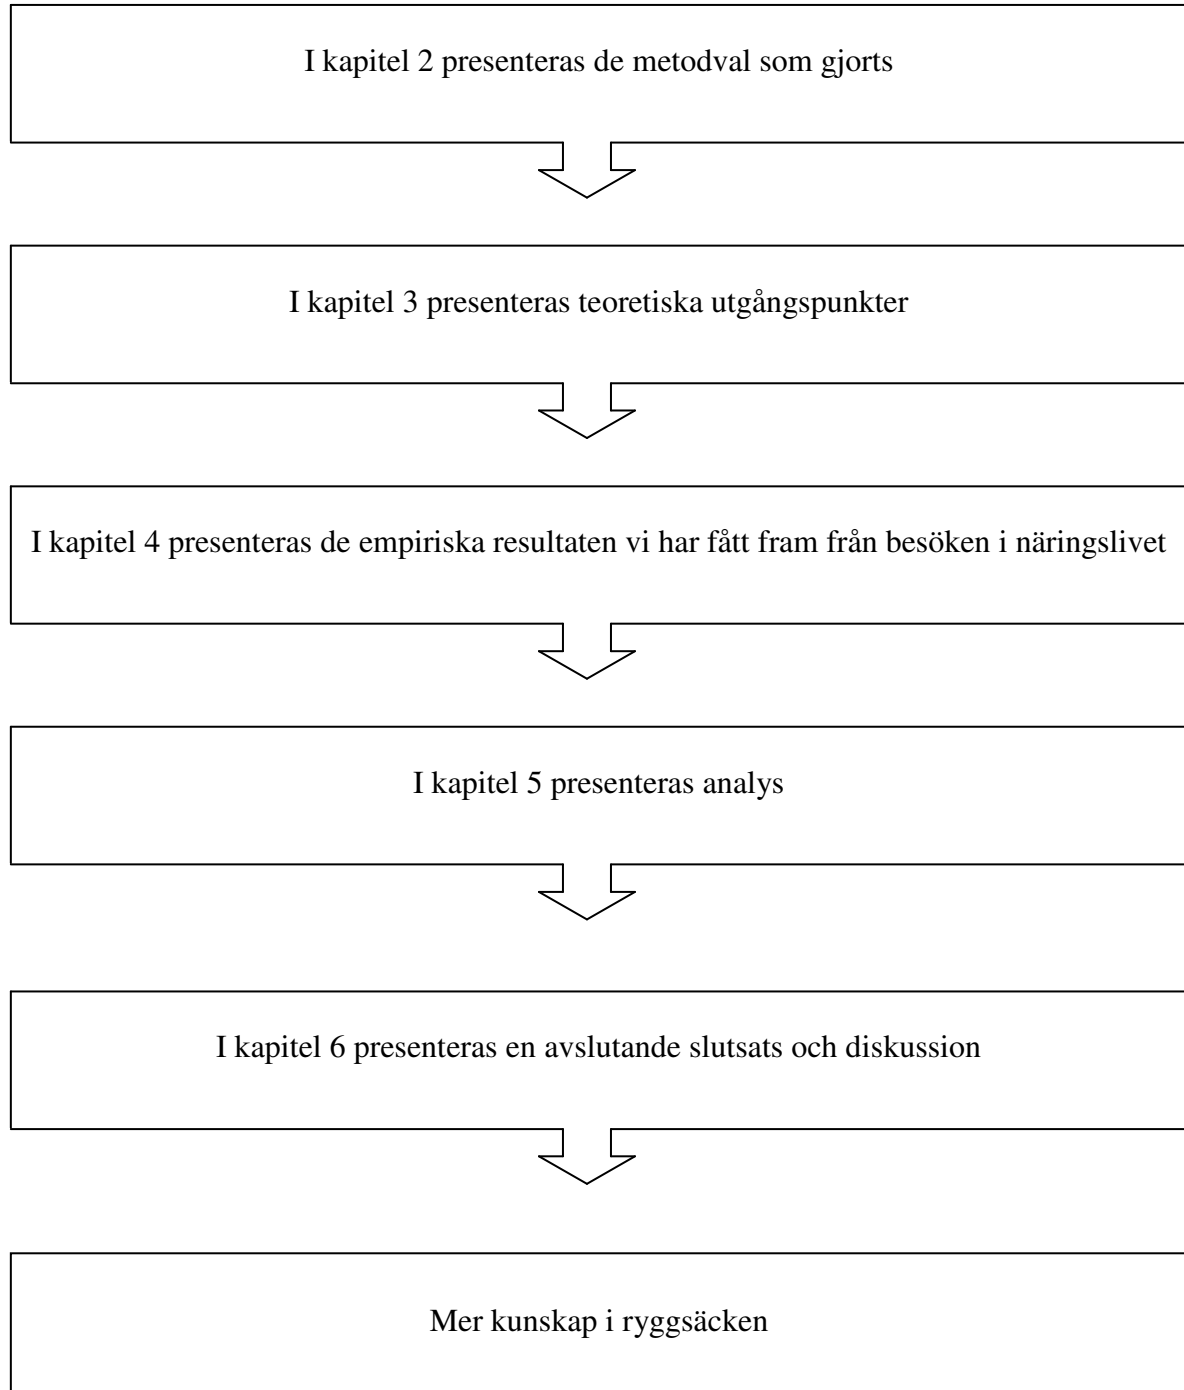 I kapitel 2 presenteras de metodval som gjorts
I kapitel 3 presenteras teoretiska utgångspunkter
I kapitel 4 presenteras de empiriska resultaten vi har fått fram från besöken i näringslivet
I kapitel 5 presenteras analys
I kapitel 6 presenteras en avslutande slutsats och diskussion
Mer kunskap i ryggsäcken